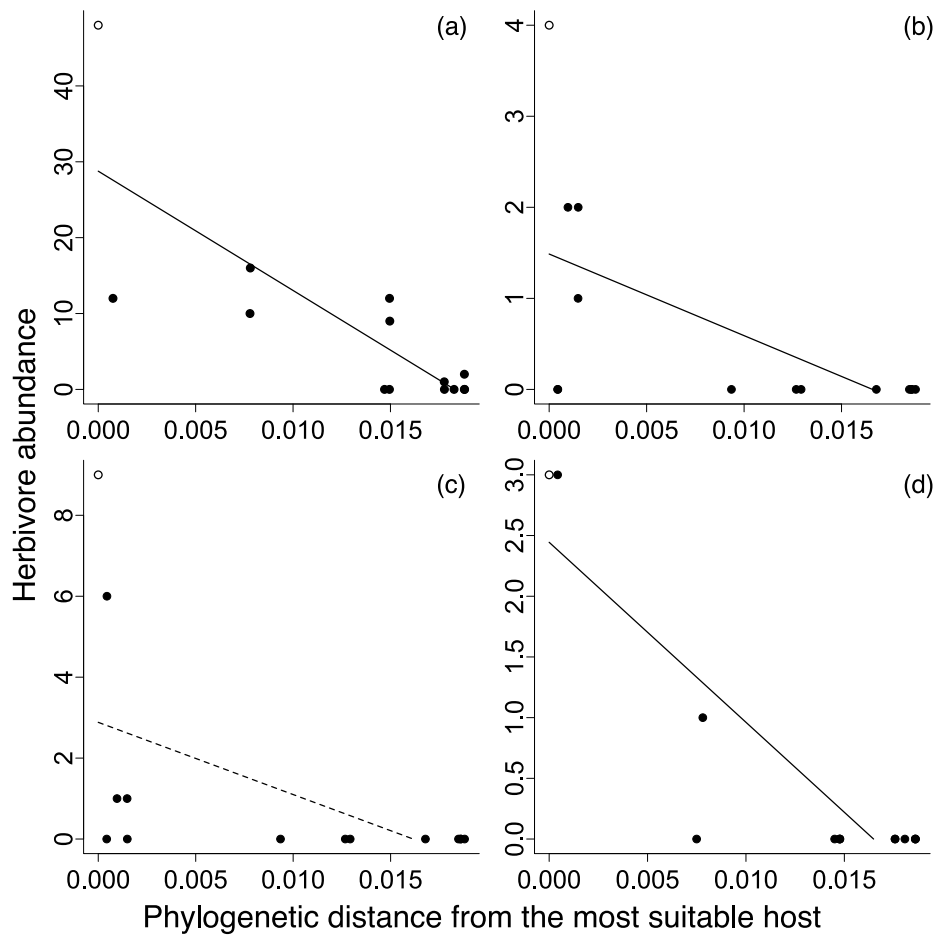 Herbivore abundance
(a)
40
30
20
10
0
0.000 0.005 0.010 0.015
(b)
4
3
2
1
0
0.000 0.005 0.010 0.015
(c)
8
6
4
2
0
0.000 0.005 0.010 0.015
(d)
3.0
2.5
2.0
1.5
1.0
0.5
0.0
0.000 0.005 0.010 0.015
Phylogenetic distance from the most suitable host